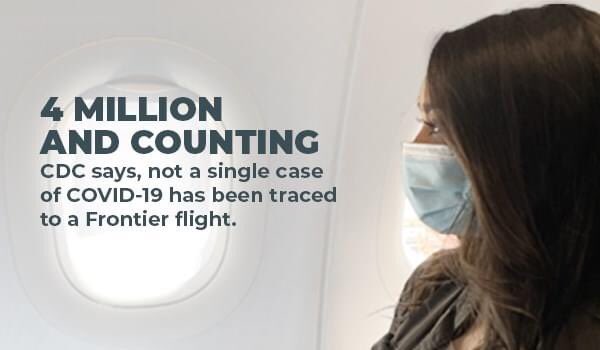 4 MILLION
AND COUNTING
CDC says, not a single case
of COVID-19 has been traced
to a Frontier flight.